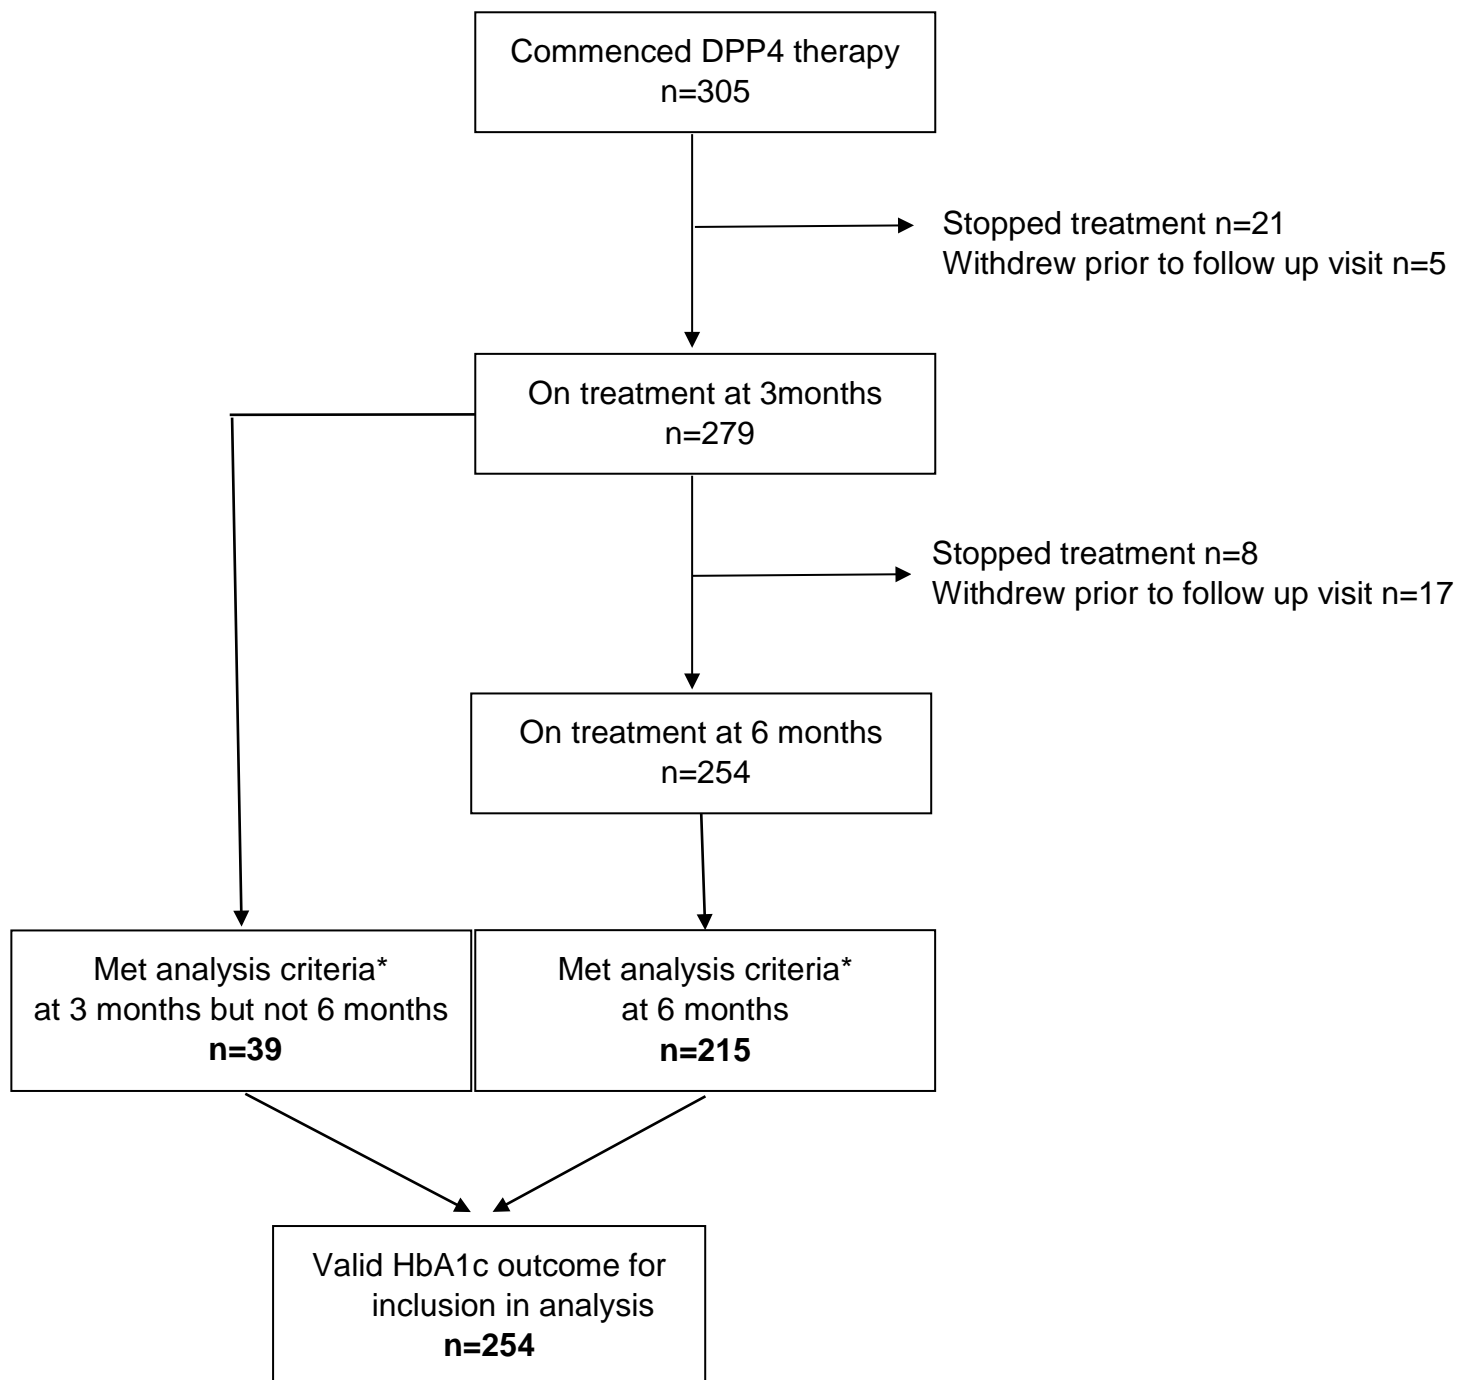 Commenced DPP4 therapy
n=305
Stopped treatment n=21
Withdrew prior to follow up visit n=5
On treatment at 3months
n=279
Stopped treatment n=8
Withdrew prior to follow up visit n=17
On treatment at 6 months
n=254
Met analysis criteria*
at 3 months but not 6 months
n=39
Met analysis criteria*
at 6 months
n=215
Valid HbA1c outcome for
inclusion in analysis
n=254